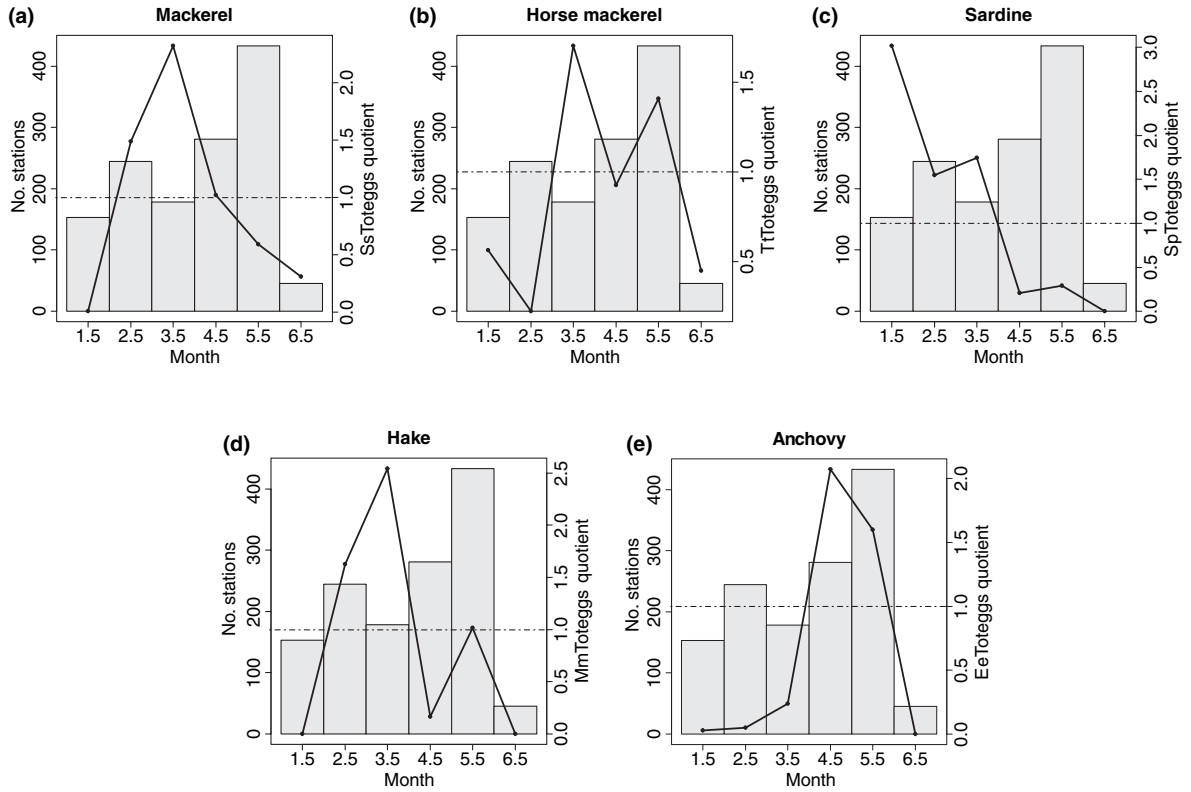 (a) Mackerel
No. stations
0 100 200 300 400
0.0 0.5 1.0 1.5 2.0
SsToteggs quotient
1.5 2.5 3.5 4.5 5.5 6.5
Month
(b) Horse mackerel
No. stations
0 100 200 300 400
0.5 1.0 1.5
TtToteggs quotient
1.5 2.5 3.5 4.5 5.5 6.5
Month
(c) Sardine
No. stations
0 100 200 300 400
0.0 0.5 1.0 1.5 2.0 2.5 3.0
SpToteggs quotient
1.5 2.5 3.5 4.5 5.5 6.5
Month
(d) Hake
No. stations
0 100 200 300 400
0.0 0.5 1.0 1.5 2.0 2.5
MmToteggs quotient
1.5 2.5 3.5 4.5 5.5 6.5
Month
(e) Anchovy
No. stations
0 100 200 300 400
0.0 0.5 1.0 1.5 2.0
EeToteggs quotient
1.5 2.5 3.5 4.5 5.5 6.5
Month